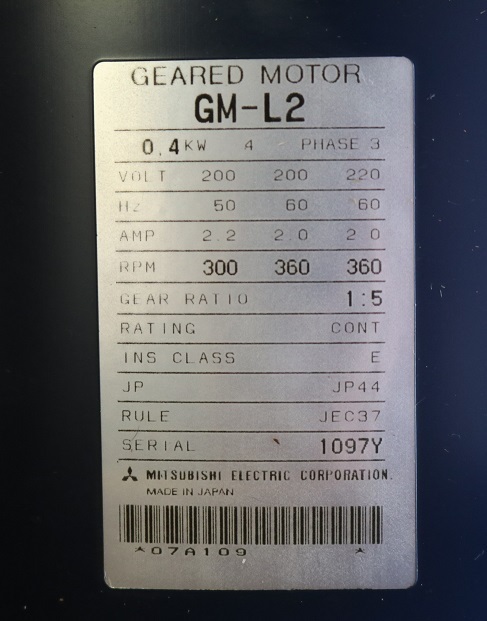 GEARED MOTOR
GM-L2
0.4KW 4 PHASE 3
VOLT 200 200 220
Hz 50 60 60
AMP 2.2 2.0 2.0
RPM 300 360 360
GEAR RATIO 1:5
RATING CONT
INS CLASS E
JP JP44
RULE JEC37
SERIAL 1097Y
MITSUBISHI ELECTRIC CORPORATION.
MADE IN JAPAN
*07A109 *